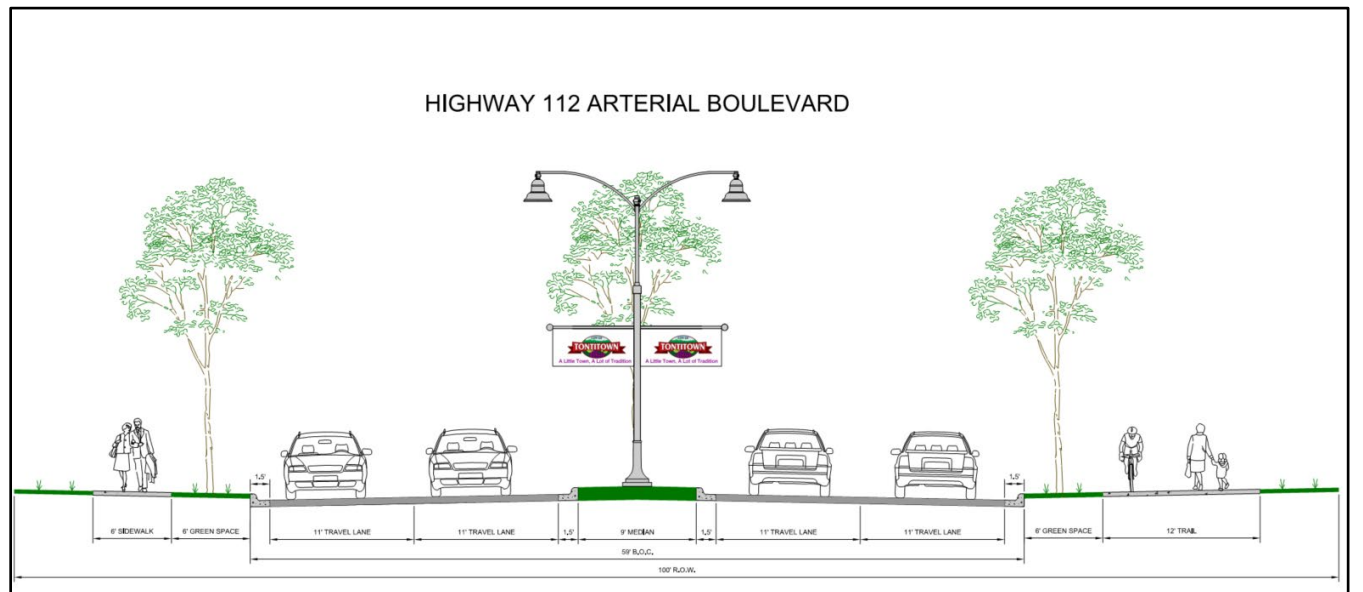 HIGHWAY 112 ARTERIAL BOULEVARD
TONTITOWN
A Little Town, A Lot of Tradition
TONTITOWN
A Little Town, A Lot of Tradition
1.5'
1.5'
6' SIDEWALK
6' GREEN SPACE
11' TRAVEL LANE
11' TRAVEL LANE
1.5'
9' MEDIAN
1.5'
11' TRAVEL LANE
11' TRAVEL LANE
6' GREEN SPACE
12' TRAIL
59' B.O.C.
100' R.O.W.